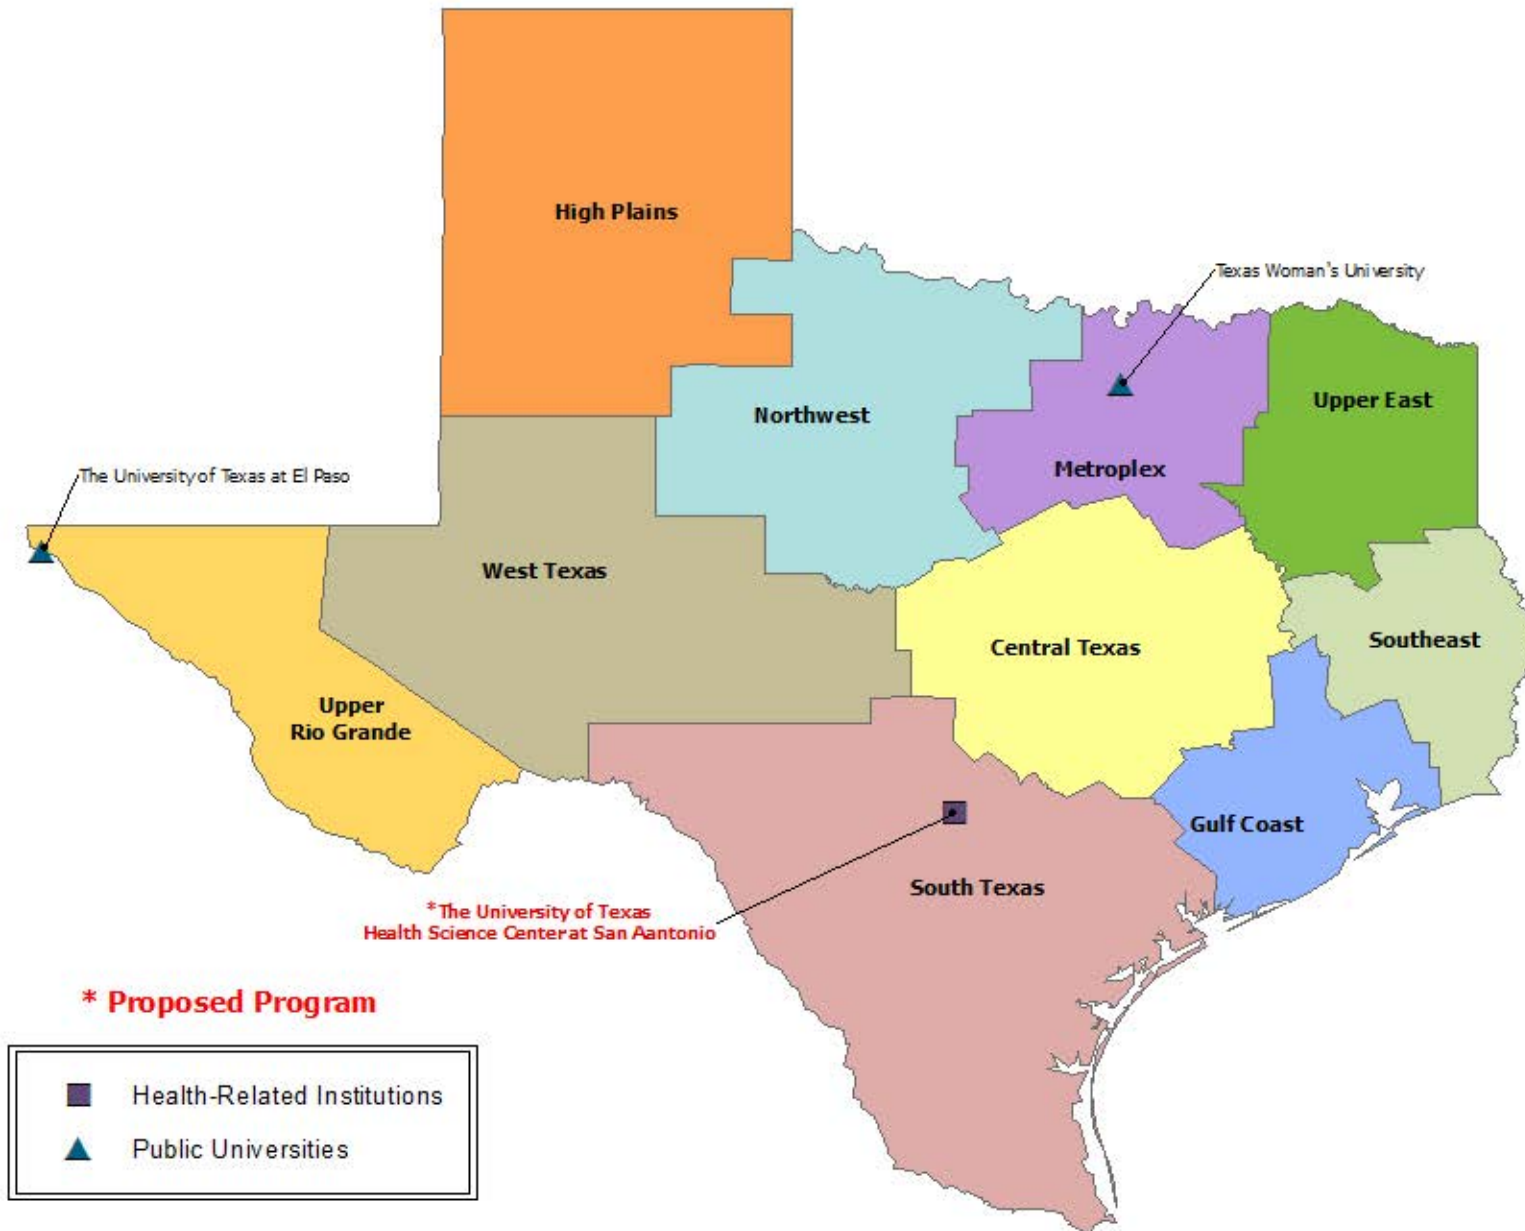 High Plains
Texas Woman's University
Upper East
Northwest
Metroplex
The University of Texas at El Paso
West Texas
Central Texas
Southeast
Upper
Rio Grande
Gulf Coast
South Texas
*The University of Texas
Health Science Center at San Aantonio
* Proposed Program
Health-Related Institutions
Public Universities